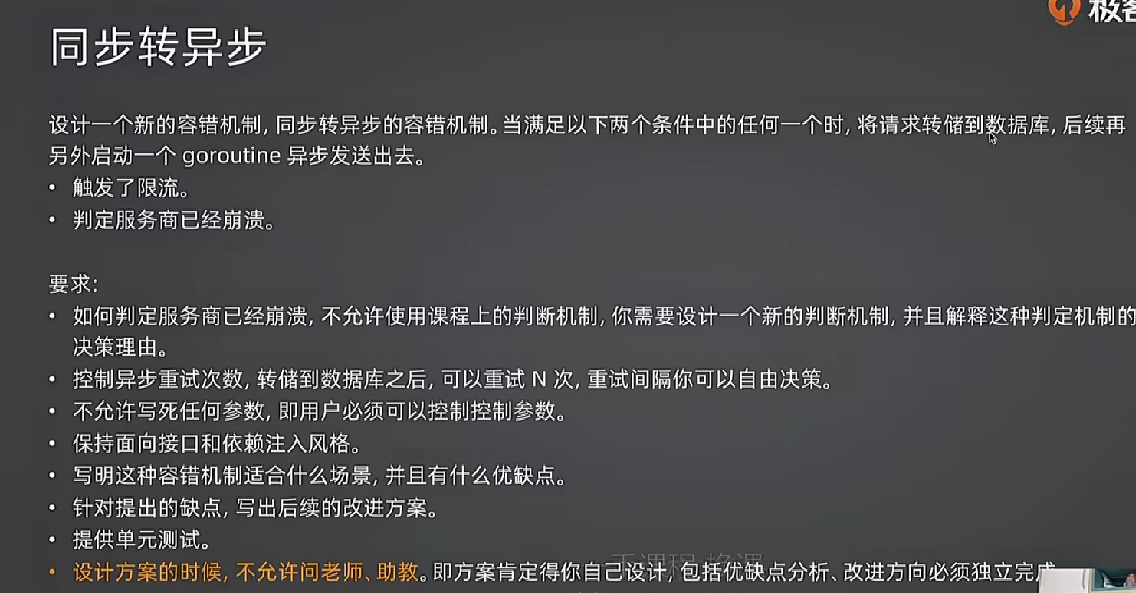 极客
同步转异步
设计一个新的容错机制, 同步转异步的容错机制。当满足以下两个条件中的任何一个时, 将请求转储到数据库, 后续再
另外启动一个 goroutine 异步发送出去。
• 触发了限流。
• 判定服务商已经崩溃。
要求:
• 如何判定服务商已经崩溃, 不允许使用课程上的判断机制, 你需要设计一个新的判断机制, 并且解释这种判定机制的
决策理由。
• 控制异步重试次数, 转储到数据库之后, 可以重试 N 次, 重试间隔你可以自由决策。
• 不允许写死任何参数, 即用户必须可以控制控制参数。
• 保持面向接口和依赖注入风格。
• 写明这种容错机制适合什么场景, 并且有什么优缺点。
• 针对提出的缺点, 写出后续的改进方案。
• 提供单元测试。
• 设计方案的时候, 不允许问老师、助教。即方案肯定得你自己设计, 包括优缺点分析、改进方向必须独立完成